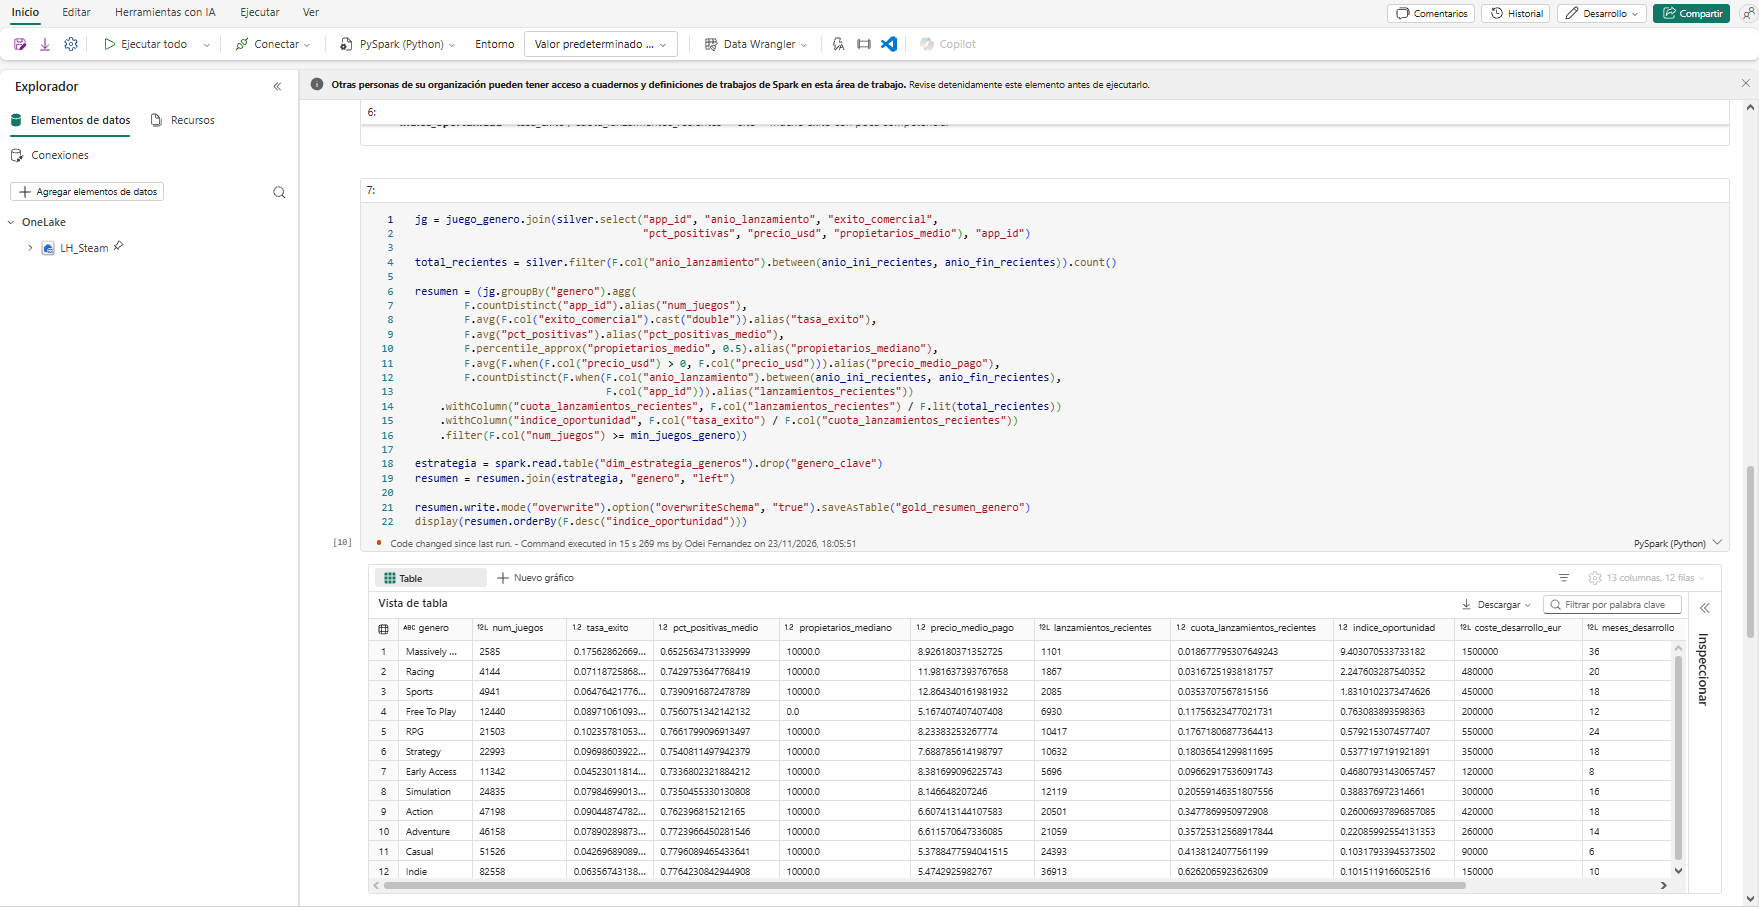 Inicio Editar Herramientas con IA Ejecutar Ver Comentarios Historial Desarrollo Compartir
Ejecutar todo Conectar PySpark (Python) Entorno Valor predeterminado ... Data Wrangler Copilot
Explorador
Elementos de datos Recursos
Conexiones
Agregar elementos de datos
OneLake
LH_Steam
Otras personas de su organización pueden tener acceso a cuadernos y definiciones de trabajos de Spark en esta área de trabajo. Revise detenidamente este elemento antes de ejecutarlo.
6:
7:
1 jg = juego_genero.join(silver.select("app_id", "anio_lanzamiento", "exito_comercial",
2 "pct_positivas", "precio_usd", "propietarios_medio"), "app_id")
3
4 total_recientes = silver.filter(F.col("anio_lanzamiento").between(anio_ini_recientes, anio_fin_recientes)).count()
5
6 resumen = (jg.groupBy("genero").agg(
7 F.countDistinct("app_id").alias("num_juegos"),
8 F.avg(F.col("exito_comercial").cast("double")).alias("tasa_exito"),
9 F.avg("pct_positivas").alias("pct_positivas_medio"),
10 F.percentile_approx("propietarios_medio", 0.5).alias("propietarios_mediano"),
11 F.avg(F.when(F.col("precio_usd") > 0, F.col("precio_usd"))).alias("precio_medio_pago"),
12 F.countDistinct(F.when(F.col("anio_lanzamiento").between(anio_ini_recientes, anio_fin_recientes),
13 F.col("app_id"))).alias("lanzamientos_recientes"))
14 .withColumn("cuota_lanzamientos_recientes", F.col("lanzamientos_recientes") / F.lit(total_recientes))
15 .withColumn("indice_oportunidad", F.col("tasa_exito") / F.col("cuota_lanzamientos_recientes"))
16 .filter(F.col("num_juegos") >= min_juegos_genero))
17
18 estrategia = spark.read.table("dim_estrategia_generos").drop("genero_clave")
19 resumen = resumen.join(estrategia, "genero", "left")
20
21 resumen.write.mode("overwrite").option("overwriteSchema", "true").saveAsTable("gold_resumen_genero")
22 display(resumen.orderBy(F.desc("indice_oportunidad")))
[10] Code changed since last run. - Command executed in 15 s 269 ms by Odei Fernandez on 23/11/2026, 18:05:51 PySpark (Python)
Table Nuevo gráfico 13 columnas, 12 filas
Vista de tabla Descargar Filtrar por palabra clave
ABC genero 12L num_juegos 1.2 tasa_exito 1.2 pct_positivas_medio 1.2 propietarios_mediano 1.2 precio_medio_pago 12L lanzamientos_recientes 1.2 cuota_lanzamientos_recientes 1.2 indice_oportunidad 12L coste_desarrollo_eur 12L meses_desarrollo
1 Massively ... 2585 0.17562862669... 0.6525634731339999 10000.0 8.926180371352725 1101 0.018677795307649243 9.403070533733182 1500000 36
2 Racing 4144 0.07118725868... 0.7429753647768419 10000.0 11.981637393767658 1867 0.03167251938181757 2.247603287540352 480000 20
3 Sports 4941 0.06476421776... 0.7390916872478789 10000.0 12.864340161981932 2085 0.0353707567815156 1.8310102373474626 450000 18
4 Free To Play 12440 0.08971061093... 0.7560751342142132 0.0 5.167407407407408 6930 0.11756323477021731 0.763083893598363 200000 12
5 RPG 21503 0.10235781053... 0.7661799096913497 10000.0 8.23383253267774 10417 0.17671806877364413 0.5792153074577407 550000 24
6 Strategy 22993 0.09698603922... 0.7540811497942379 10000.0 7.688785614198797 10632 0.18036541299811695 0.5377197191921891 350000 18
7 Early Access 11342 0.04523011814... 0.7336802321884212 10000.0 8.381699096225743 5696 0.09662917536091743 0.46807931430657457 120000 8
8 Simulation 24835 0.07984699013... 0.7350455330130808 10000.0 8.146648207246 12119 0.20559146351807556 0.388376972314661 300000 16
9 Action 47198 0.09044874782... 0.762396815212165 10000.0 6.607413144107583 20501 0.3477869950972908 0.26006937896857085 420000 18
10 Adventure 46158 0.07890289873... 0.7723966450281546 10000.0 6.611570647336085 21059 0.35725312568917844 0.22085992554131353 260000 14
11 Casual 51526 0.04269689089... 0.7796089465433641 10000.0 5.3788477594041515 24393 0.4138124077561199 0.10317933945373502 90000 6
12 Indie 82558 0.06356743138... 0.7764230842944908 10000.0 5.4742925982767 36913 0.6262065923626309 0.1015119166052516 150000 10
Inspeccionar